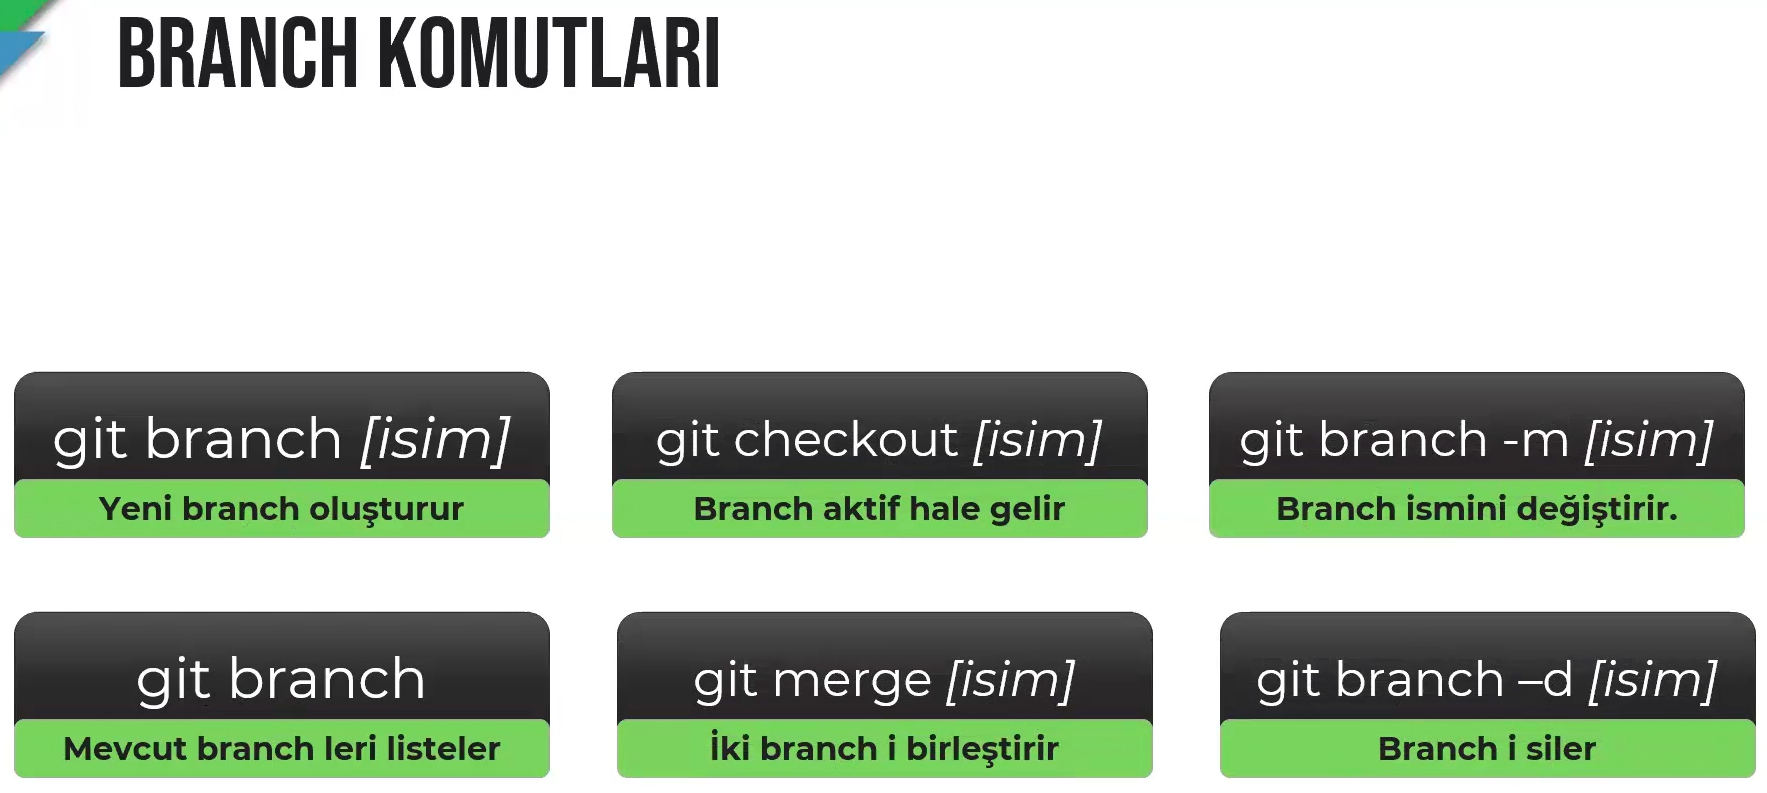 BRANCH KOMUTLARI
git branch [isim]
Yeni branch oluşturur
git checkout [isim]
Branch aktif hale gelir
git branch -m [isim]
Branch ismini değiştirir.
git branch
Mevcut branch leri listeler
git merge [isim]
İki branch i birleştirir
git branch –d [isim]
Branch i siler